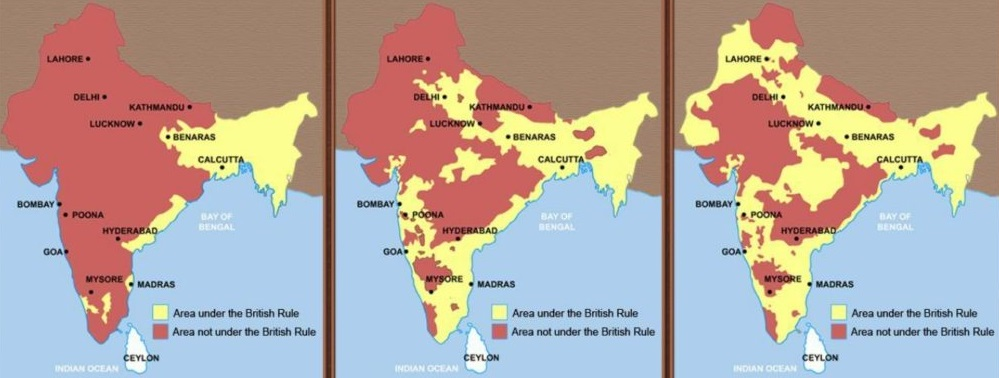 LAHORE
DELHI
KATHMANDU
LUCKNOW
BENARAS
CALCUTTA
BOMBAY
POONA
BAY OF
BENGAL
HYDERABAD
GOA
MYSORE
MADRAS
Area under the British Rule
Area not under the British Rule
CEYLON
INDIAN OCEAN
LAHORE
DELHI
KATHMANDU
LUCKNOW
BENARAS
CALCUTTA
BOMBAY
POONA
BAY OF
BENGAL
HYDERABAD
GOA
MYSORE
MADRAS
Area under the British Rule
Area not under the British Rule
CEYLON
INDIAN OCEAN
LAHORE
DELHI
KATHMANDU
LUCKNOW
BENARAS
CALCUTTA
BOMBAY
POONA
BAY OF
BENGAL
HYDERABAD
GOA
MYSORE
MADRAS
Area under the British Rule
Area not under the British Rule
CEYLON
INDIAN OCEAN